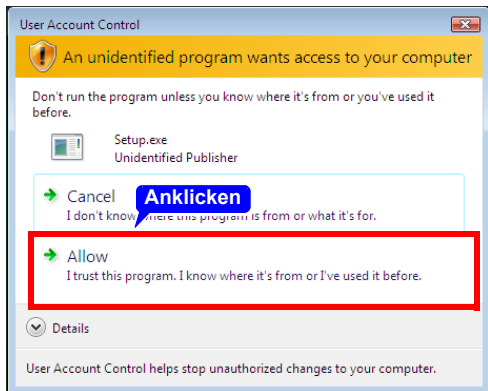 User Account Control
An unidentified program wants access to your computer
Don't run the program unless you know where it's from or you've used it
before.
Setup.exe
Unidentified Publisher
Cancel
Anklicken
I don't know where this program is from or what it's for.
Allow
I trust this program. I know where it's from or I've used it before.
Details
User Account Control helps stop unauthorized changes to your computer.